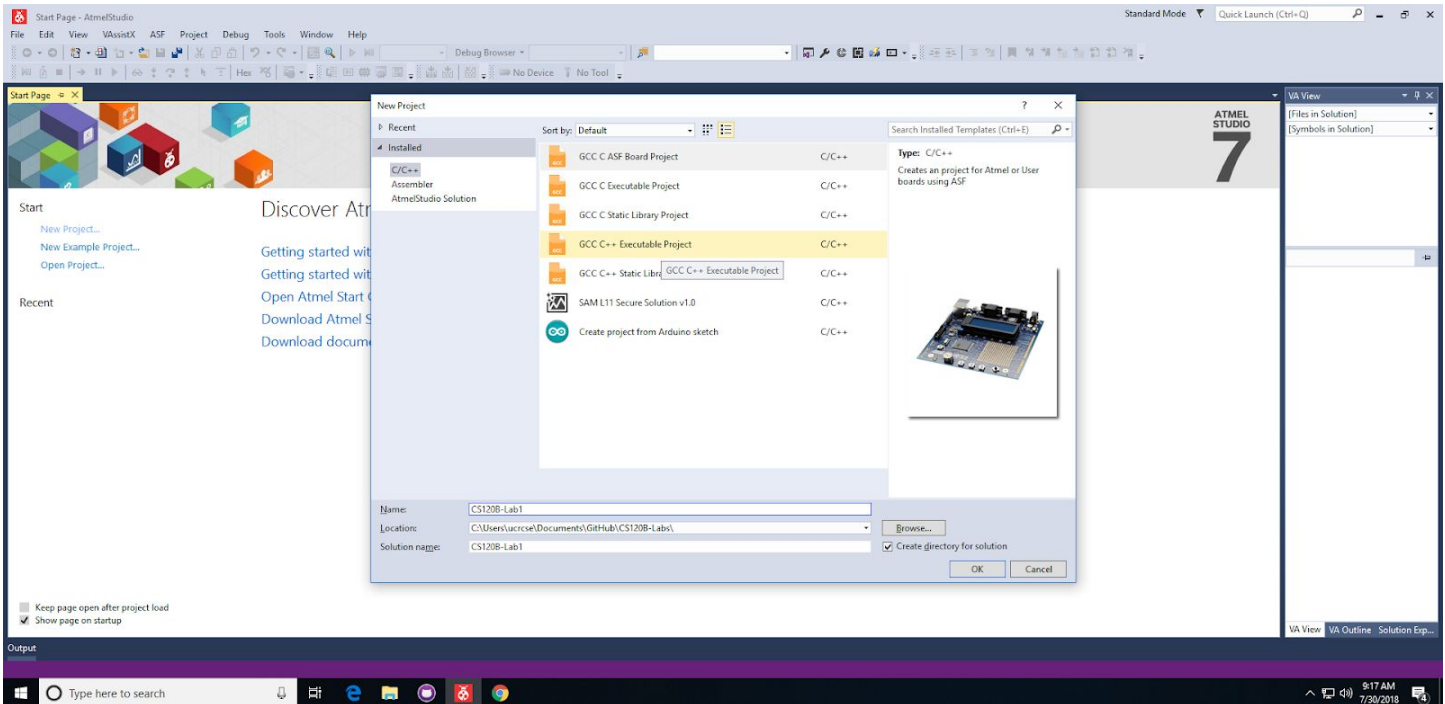 Start Page - AtmelStudio
Standard Mode
Quick Launch (Ctrl+Q)
File Edit View VAssistX ASF Project Debug Tools Window Help
Debug Browser
Hex
No Device
No Tool
Start Page
ATMEL
STUDIO
7
Start
New Project...
New Example Project...
Open Project...
Recent
Discover Atr
Getting started wit
Getting started wit
Open Atmel Start
Download Atmel S
Download docum
Keep page open after project load
Show page on startup
New Project
Recent
Installed
C/C++
Assembler
AtmelStudio Solution
Sort by: Default
Search Installed Templates (Ctrl+E)
GCC C ASF Board Project C/C++
GCC C Executable Project C/C++
GCC C Static Library Project C/C++
GCC C++ Executable Project C/C++
GCC C++ Static Libra C/C++
GCC C++ Executable Project
SAM L11 Secure Solution v1.0 C/C++
Create project from Arduino sketch C/C++
Type: C/C++
Creates an project for Atmel or User
boards using ASF
Name: CS120B-Lab1
Location: C:\Users\ucrcse\Documents\GitHub\CS120B-Labs\
Browse...
Solution name: CS120B-Lab1
Create directory for solution
OK Cancel
VA View
[Files in Solution]
[Symbols in Solution]
VA View VA Outline Solution Exp...
Output
Type here to search
9:17 AM
7/30/2018
4